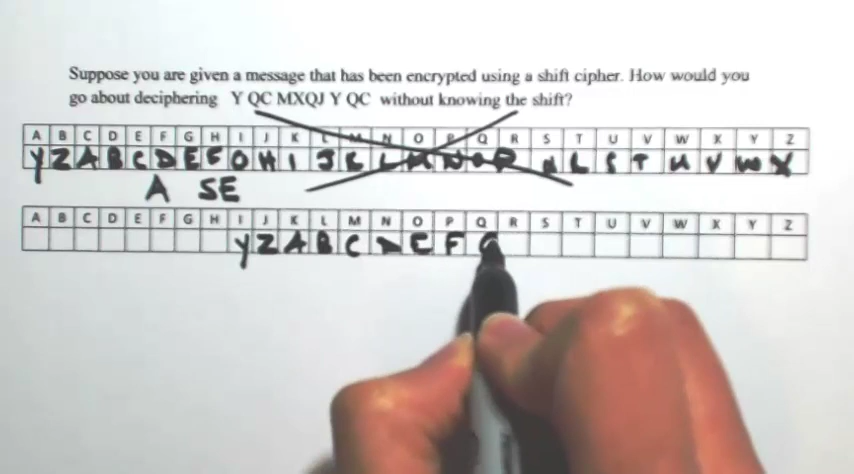 Suppose you are given a message that has been encrypted using a shift cipher. How would you
go about deciphering Y QC MXQJ Y QC without knowing the shift?
A B C D E F G H I J K L M N O P Q R S T U V W X Y Z
Y Z A B C D E F H I J K L M N O P S T U V W X
A SE
A B C D E F G H I J K L M N O P Q R S T U V W X Y Z
Y Z A B C D E F G